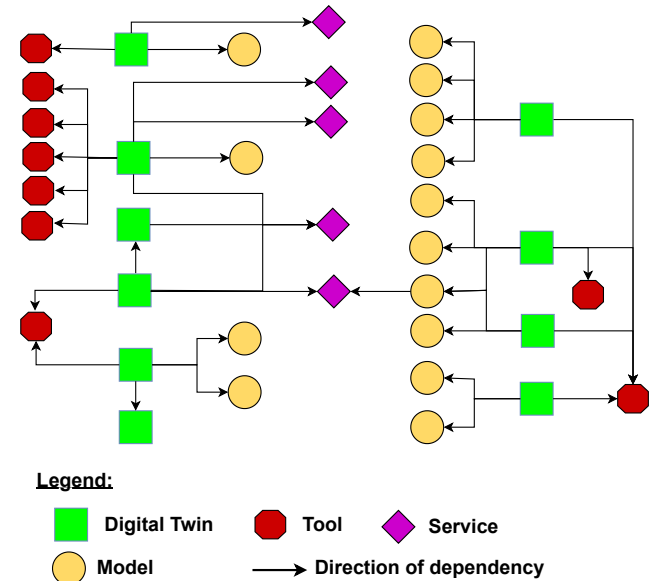 Legend:
Digital Twin
Tool
Service
Model
Direction of dependency